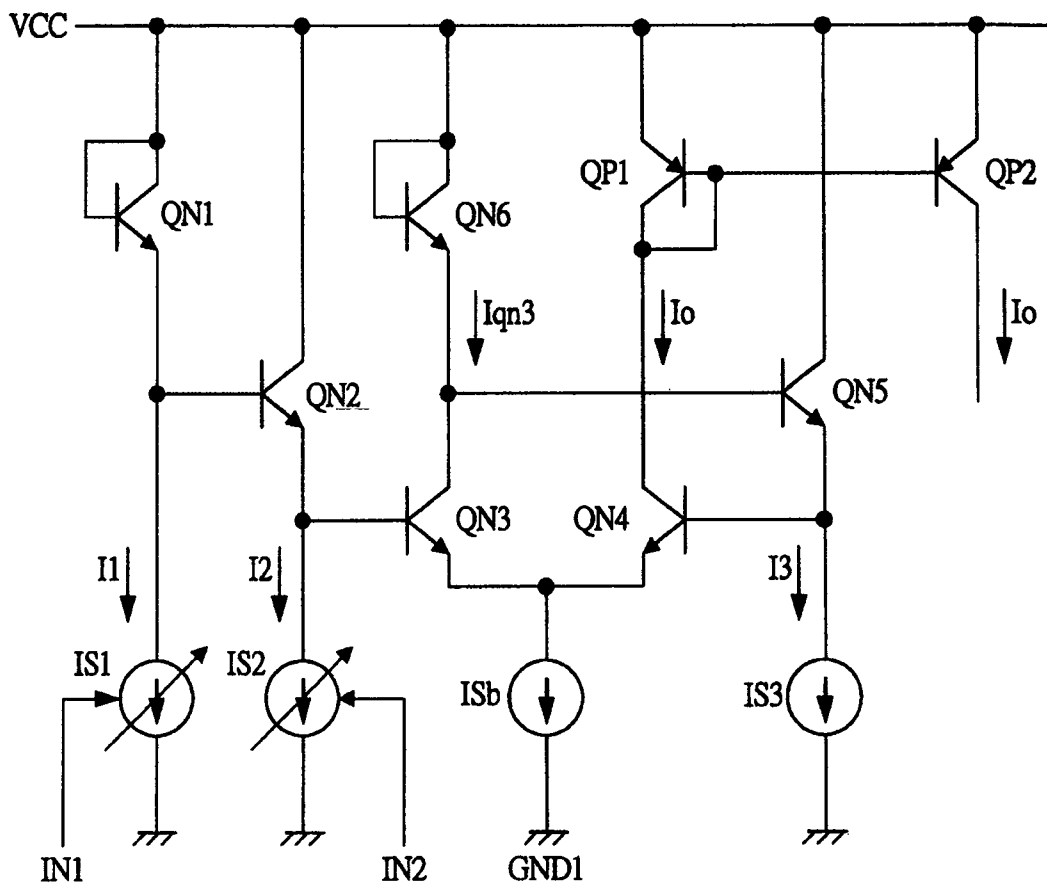 VCC
QN1
QN6
QP1
QP2
Iqn3
Io
Io
QN2
QN5
QN3
QN4
I1
I2
I3
IS1
IS2
ISb
IS3
IN1
IN2
GND1